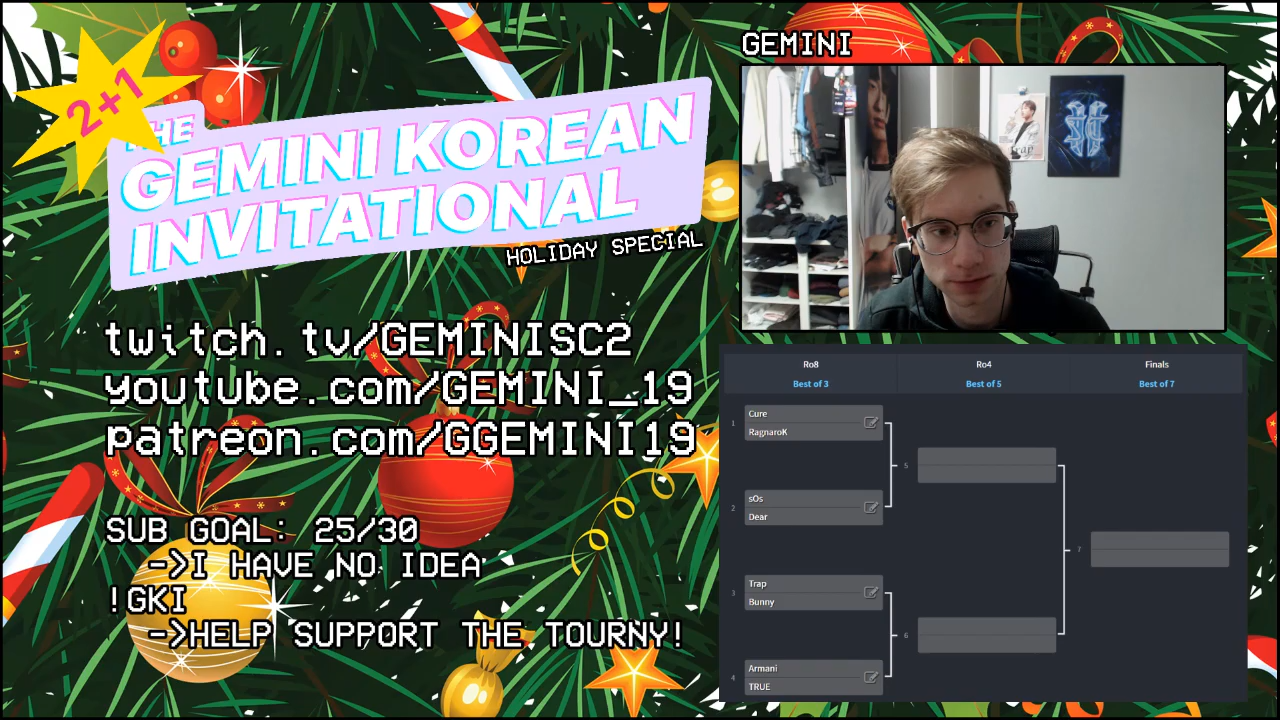 2+1
THE
GEMINI KOREAN
INVITATIONAL
HOLIDAY SPECIAL
twitch.tv/GEMINISC2
youtube.com/GEMINI_19
patreon.com/GGEMINI19
SUB GOAL: 25/30
->I HAVE NO IDEA
!GKI
->HELP SUPPORT THE TOURNY!
GEMINI
Trap
Ro8 Ro4 Finals
Best of 3 Best of 5 Best of 7
1 Cure
RagnaroK
5
2 sOs
Dear
7
3 Trap
Bunny
6
4 Armani
TRUE